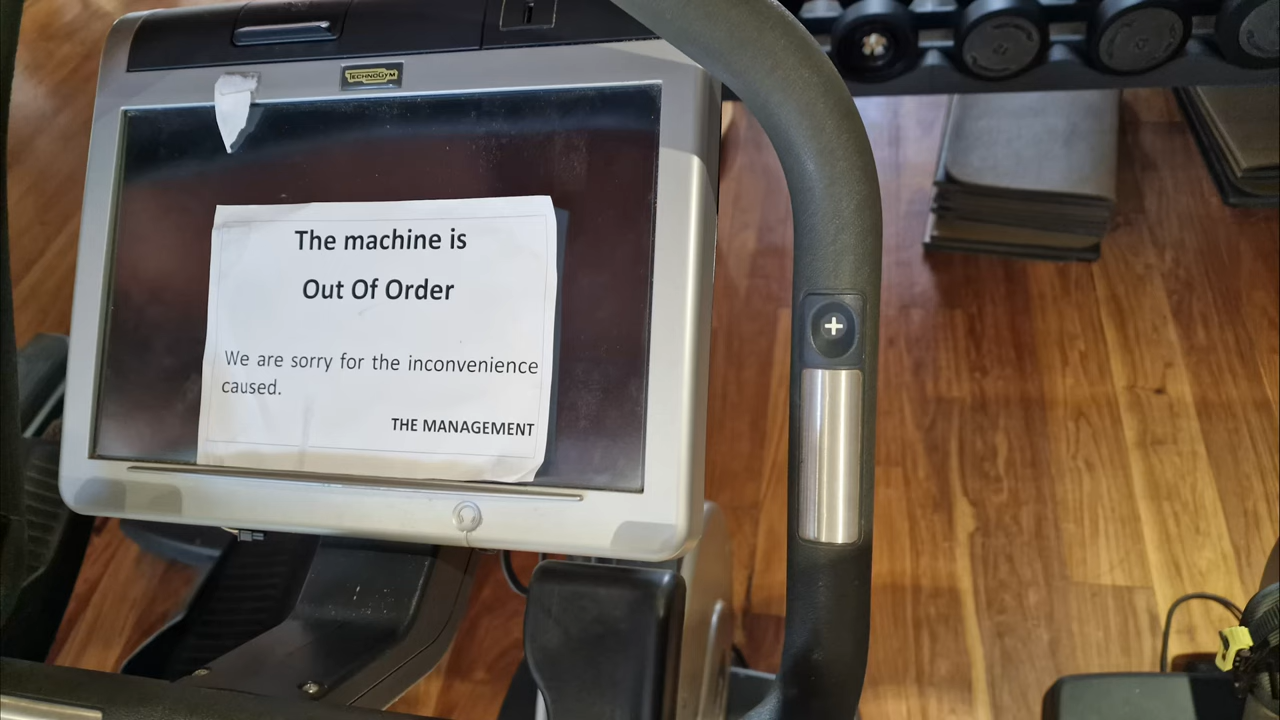 TECHNOGYM
The machine is
Out Of Order
We are sorry for the inconvenience
caused.
THE MANAGEMENT